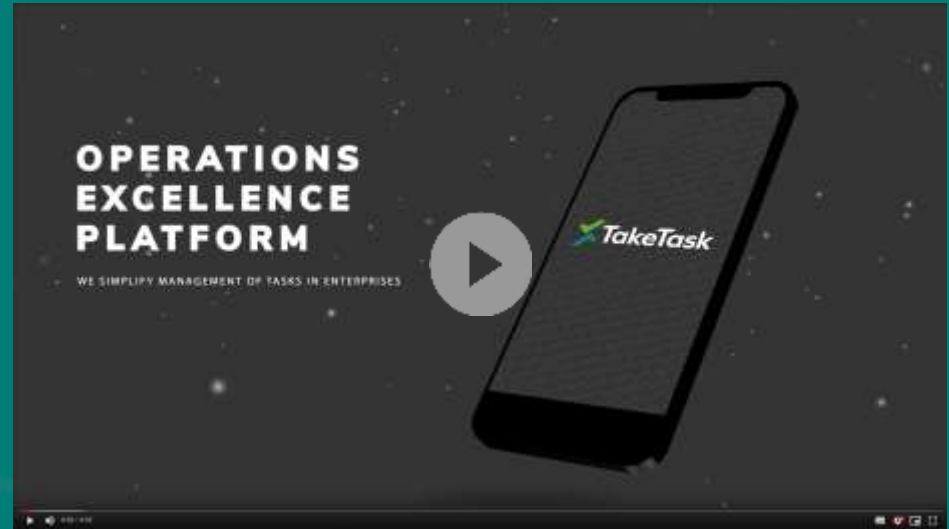 OPERATIONS
EXCELLENCE
PLATFORM
WE SIMPLIFY MANAGEMENT OF TASKS IN ENTERPRISES
TakeTask